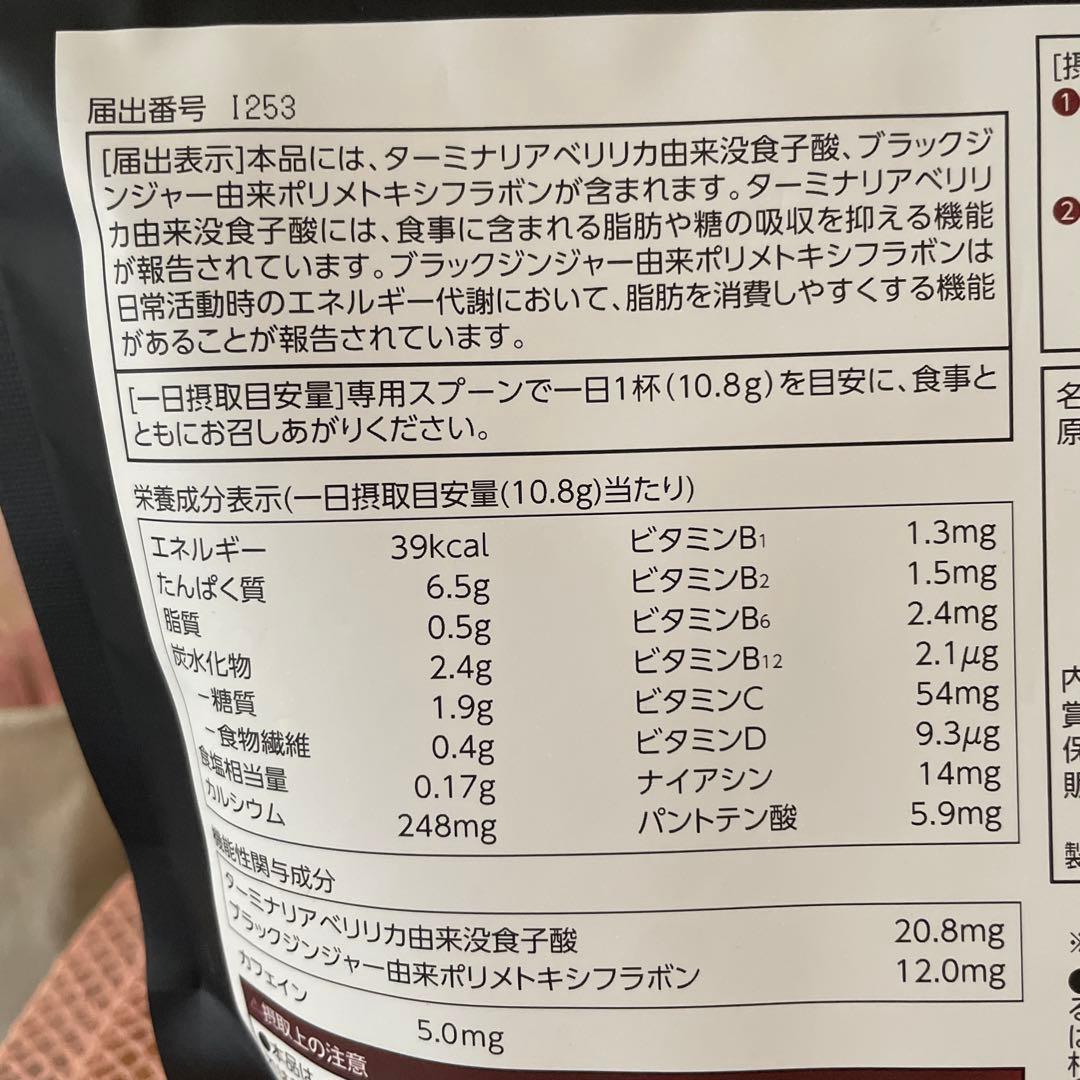 届出番号 I253
[届出表示]本品には、ターミナリアベリリカ由来没食子酸、ブラックジ
ンジャー由来ポリメトキシフラボンが含まれます。ターミナリアベリリ
カ由来没食子酸には、食事に含まれる脂肪や糖の吸収を抑える機能
が報告されています。ブラックジンジャー由来ポリメトキシフラボンは
日常活動時のエネルギー代謝において、脂肪を消費しやすくする機能
があることが報告されています。
[一日摂取目安量]専用スプーンで一日1杯(10.8g)を目安に、食事と
ともにお召しあがりください。
栄養成分表示(一日摂取目安量(10.8g)当たり)
エネルギー 39kcal ビタミンB1 1.3mg
たんぱく質 6.5g ビタミンB2 1.5mg
脂質 0.5g ビタミンB6 2.4mg
炭水化物 2.4g ビタミンB12 2.1μg
-糖質 1.9g ビタミンC 54mg
-食物繊維 0.4g ビタミンD 9.3μg
食塩相当量 0.17g ナイアシン 14mg
カルシウム 248mg パントテン酸 5.9mg
機能性関与成分
ターミナリアベリリカ由来没食子酸 20.8mg
ブラックジンジャー由来ポリメトキシフラボン 12.0mg
カフェイン 5.0mg
⚠摂取上の注意
●本品は
[摂
1
2
名
原
内
賞
保
販
製
※
●
る
は